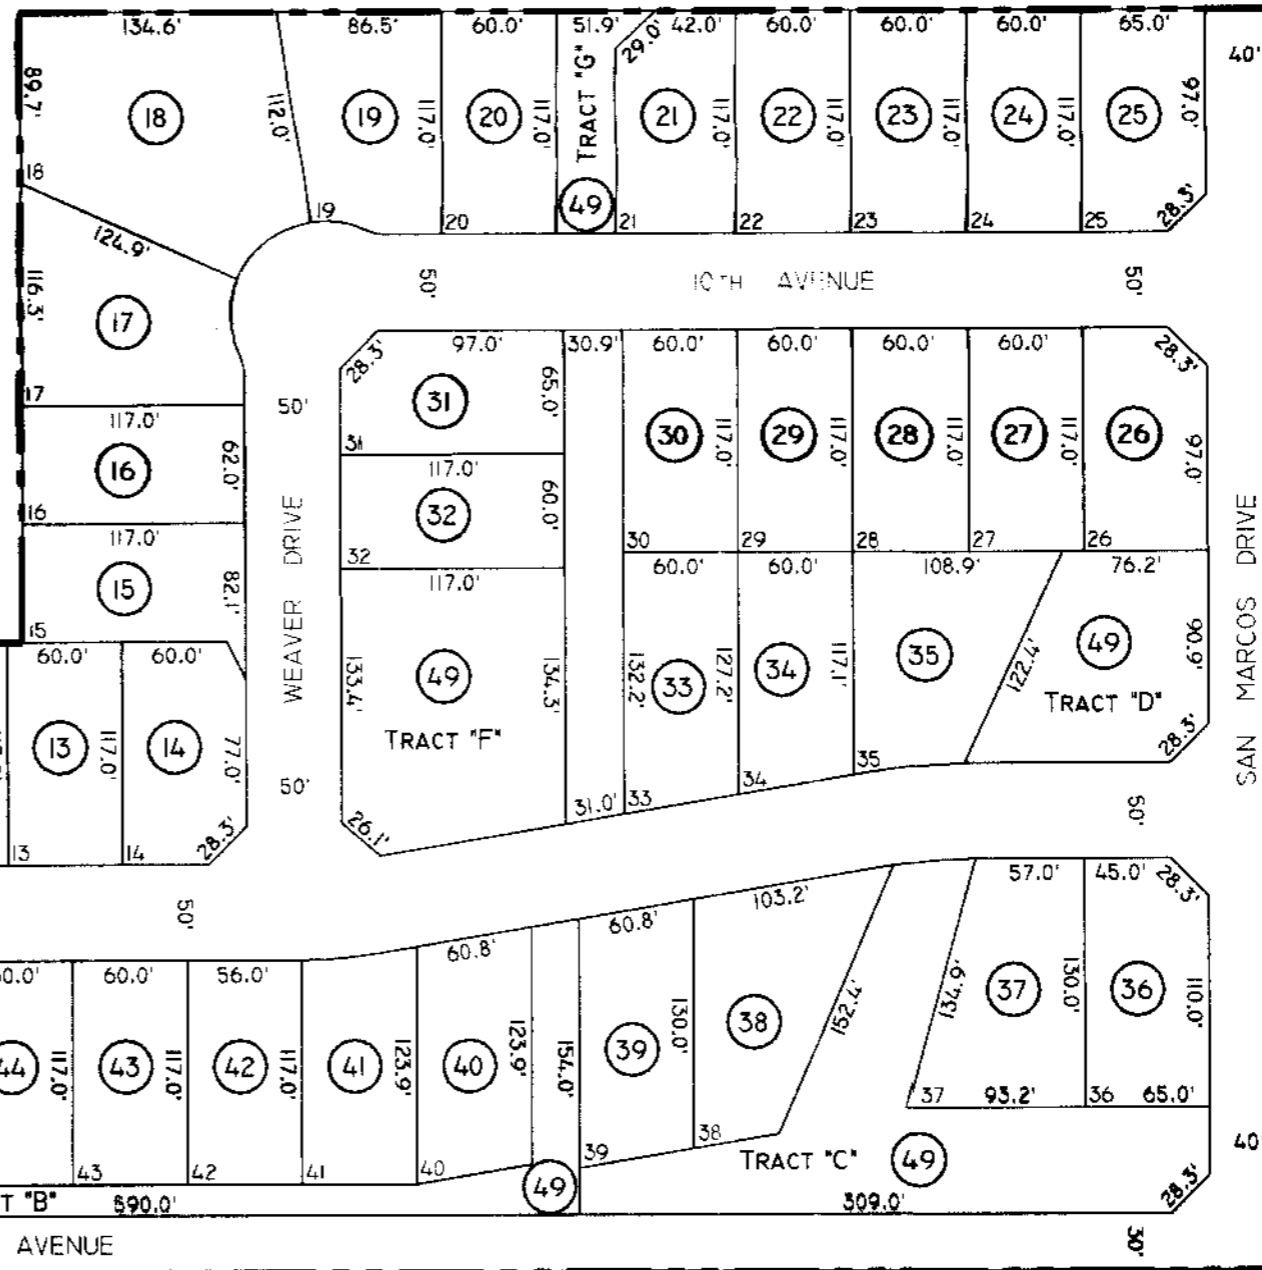 134.6' 86.5' 60.0' 51.9' 42.0' 60.0' 60.0' 60.0' 65.0'
40'
29.0'
89.7' 18 112.0' 19 117.0' 20 117.0' TRACT "G" 21 117.0' 22 117.0' 23 117.0' 24 117.0' 25 97.0'
18
49
28.3'
19 20 21 22 23 24 25
124.9'
116.3' 17
50' 10TH AVENUE 50'
17
97.0' 30.9' 60.0' 60.0' 60.0' 60.0'
28.3' 28.3'
50' 31 65.0'
117.0'
30 117.0' 29 117.0' 28 117.0' 27 117.0' 26 97.0'
31
16 62.0'
117.0'
32 60.0'
16
117.0'
30 29 28 27 26
32
15 82.1'
117.0'
60.0' 60.0' 108.9' 76.2'
WEAVER DRIVE
SAN MARCOS DRIVE
15
60.0' 60.0'
133.4' 49 134.3' 132.2' 33 127.2' 34 117.1' 35 122.4' 49 90.9'
TRACT "F"
TRACT "D"
13 117.0' 14 77.0'
28.3'
50'
35
34
31.0' 33
50'
26.1'
13 14 28.3'
57.0' 45.0' 28.3'
103.2'
50'
60.8'
60.8'
60.0' 56.0'
37 130.0' 36 110.0'
134.9'
152.4'
38
39 130.0'
44 117.0' 43 117.0' 42 117.0' 41 123.9' 40 123.9' 154.0'
37 93.2' 36 65.0'
38
39
40'
43 42 41 40
TRACT "C" 49
49
28.3'
T "B" 590.0' 309.0'
AVENUE 30'